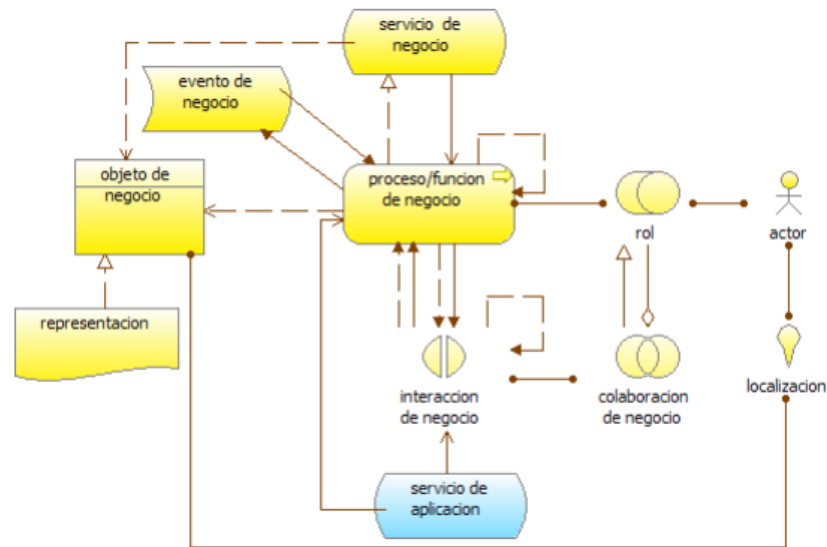 servicio de
negocio
evento de
negocio
objeto de
negocio
proceso/funcion
de negocio
rol
actor
representacion
interaccion
de negocio
colaboracion
de negocio
localizacion
servicio de
aplicacion